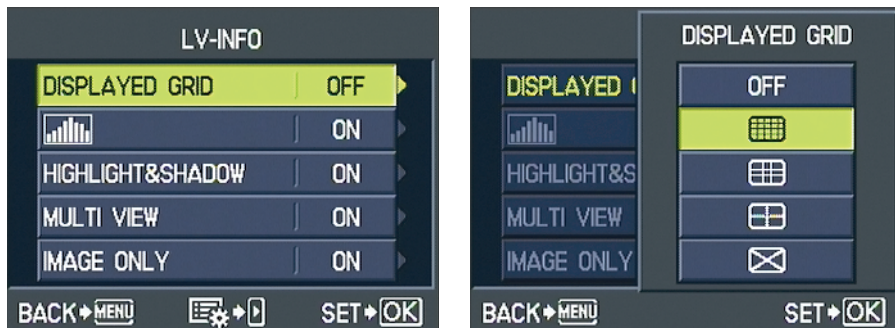 LV-INFO
DISPLAYED GRID OFF
ON
HIGHLIGHT&SHADOW ON
MULTI VIEW ON
IMAGE ONLY ON
BACK MENU SET OK
DISPLAYED GRID
DISPLAYED
HIGHLIGHT&S
MULTI VIEW
IMAGE ONLY
OFF
BACK MENU SET OK